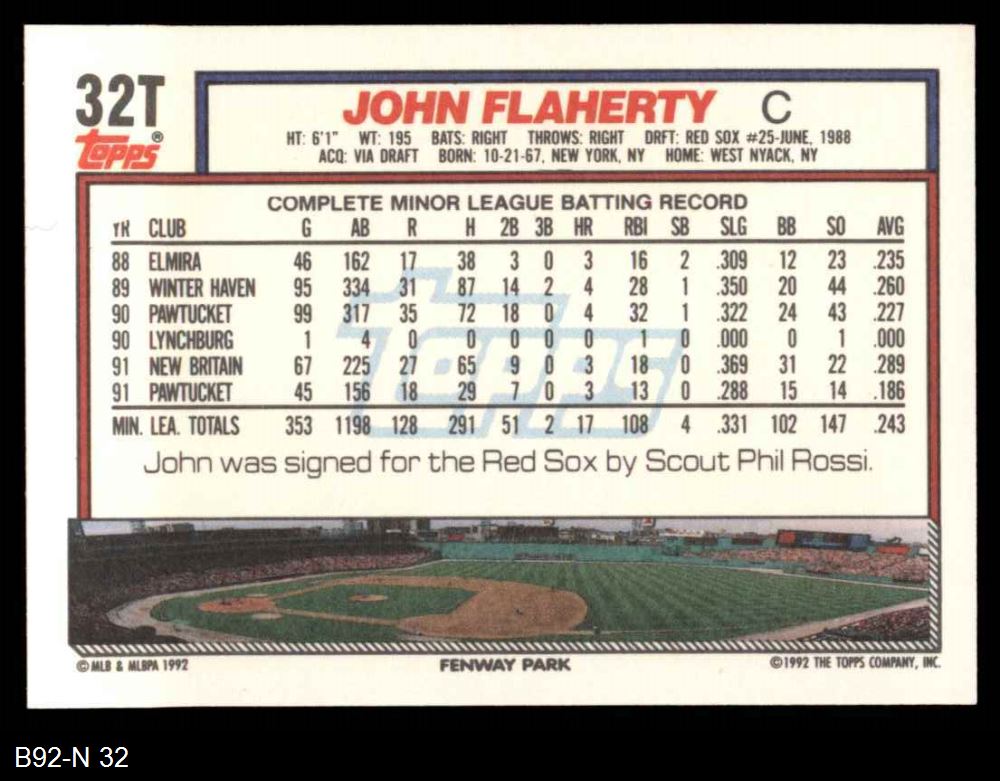 32T
Topps®
JOHN FLAHERTY C
HT: 6'1" WT: 195 BATS: RIGHT THROWS: RIGHT DRFT: RED SOX #25-JUNE, 1988
ACQ: VIA DRAFT BORN: 10-21-67, NEW YORK, NY HOME: WEST NYACK, NY
COMPLETE MINOR LEAGUE BATTING RECORD
YR CLUB G AB R H 2B 3B HR RBI SB SLG BB SO AVG
88 ELMIRA 46 162 17 38 3 0 3 16 2 .309 12 23 .235
89 WINTER HAVEN 95 334 31 87 14 2 4 28 1 .350 20 44 .260
90 PAWTUCKET 99 317 35 72 18 0 4 32 1 .322 24 43 .227
90 LYNCHBURG 1 4 0 0 0 0 0 1 0 .000 0 1 .000
91 NEW BRITAIN 67 225 27 65 9 0 3 18 0 .369 31 22 .289
91 PAWTUCKET 45 156 18 29 7 0 3 13 0 .288 15 14 .186
MIN. LEA. TOTALS 353 1198 128 291 51 2 17 108 4 .331 102 147 .243
Topps
John was signed for the Red Sox by Scout Phil Rossi.
© MLB & MLBPA 1992
FENWAY PARK
©1992 THE TOPPS COMPANY, INC.
B92-N 32